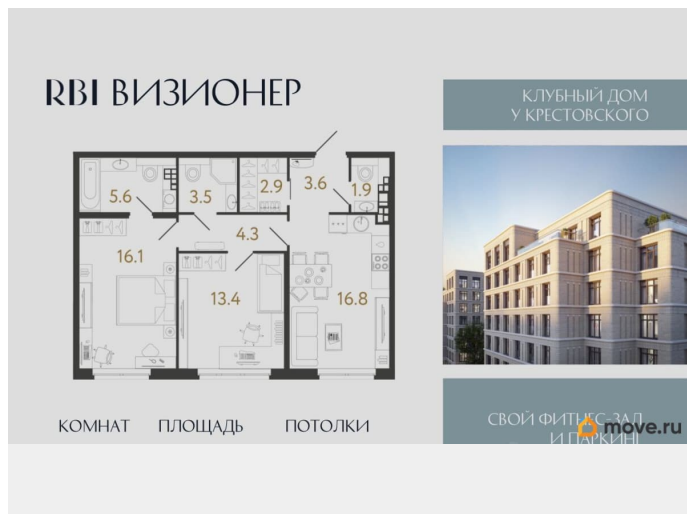 RBI ВИЗИОНЕР
КЛУБНЫЙ ДОМ
У КРЕСТОВСКОГО
5.6
3.5
2.9
3.6
1.9
4.3
16.1
13.4
16.8
КОМНАТ ПЛОЩАДЬ ПОТОЛКИ
СВОЙ ФИТНЕС-ЗАЛ
И ПАРКИНГ
move.ru